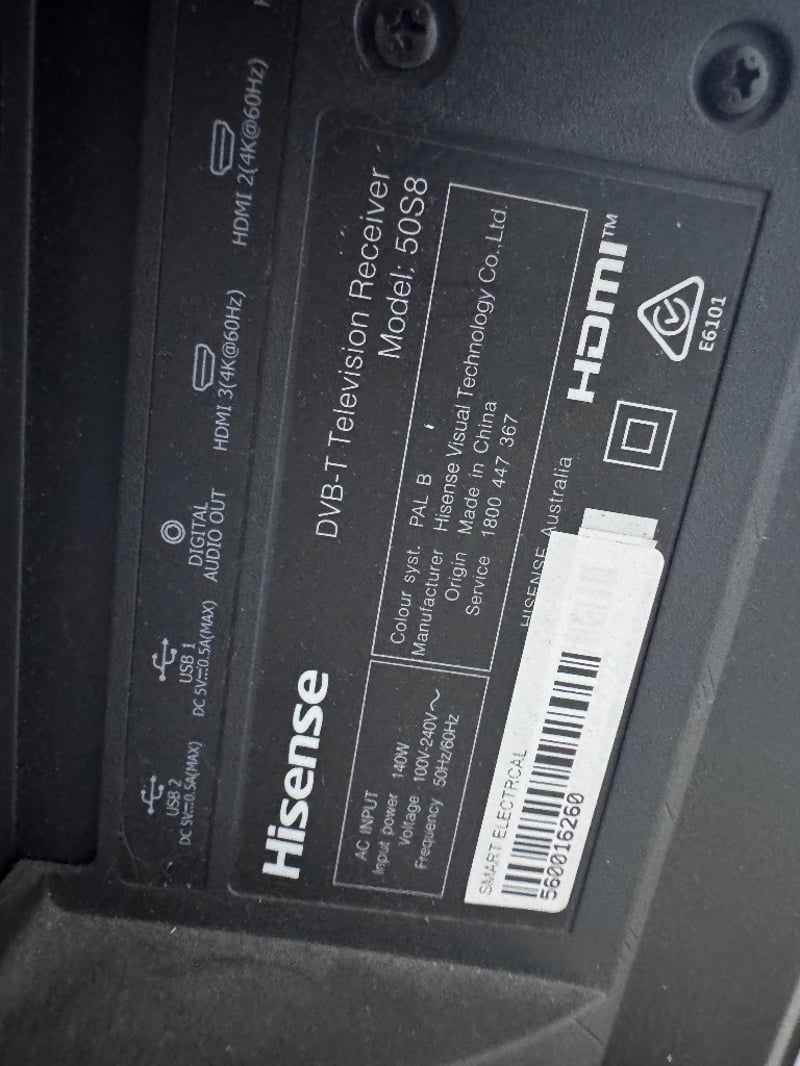 USB 2
DC 5V⎓0.5A(MAX)
USB 1
DC 5V⎓0.5A(MAX)
DIGITAL
AUDIO OUT
HDMI 3(4K@60Hz)
HDMI 2(4K@60Hz)
Hisense
DVB-T Television Receiver
Model: 50S8
AC INPUT
Input power 140W
Voltage 100V-240V~
Frequency 50Hz/60Hz
Colour syst. PAL B
Manufacturer Hisense Visual Technology Co., Ltd.
Origin Made in China
Service 1800 447 367
HISENSE Australia
HDMI™
E6101
SMART ELECTRCAL
560016260